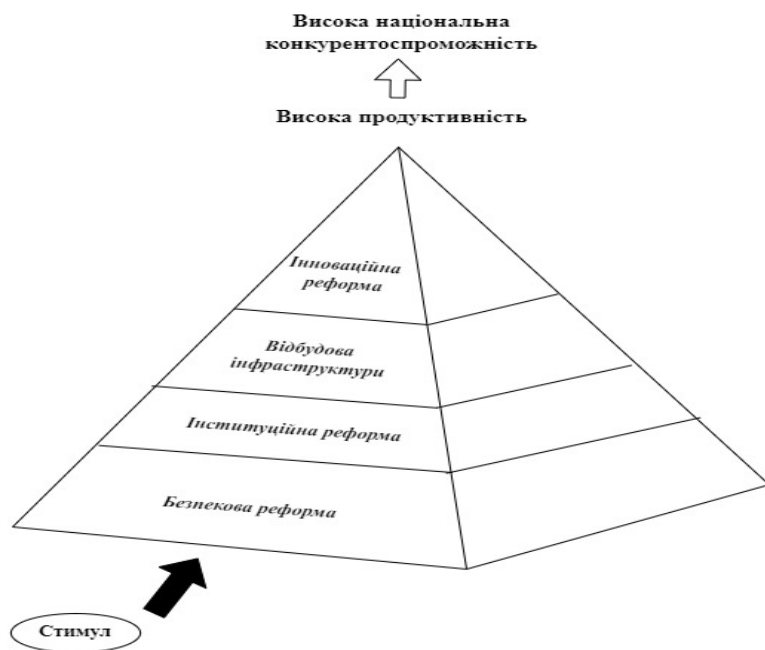 Висока національна
конкурентоспроможність
Висока продуктивність
Інноваційна
реформа
Відбудова
інфраструктури
Інституційна реформа
Безпекова реформа
Стимул